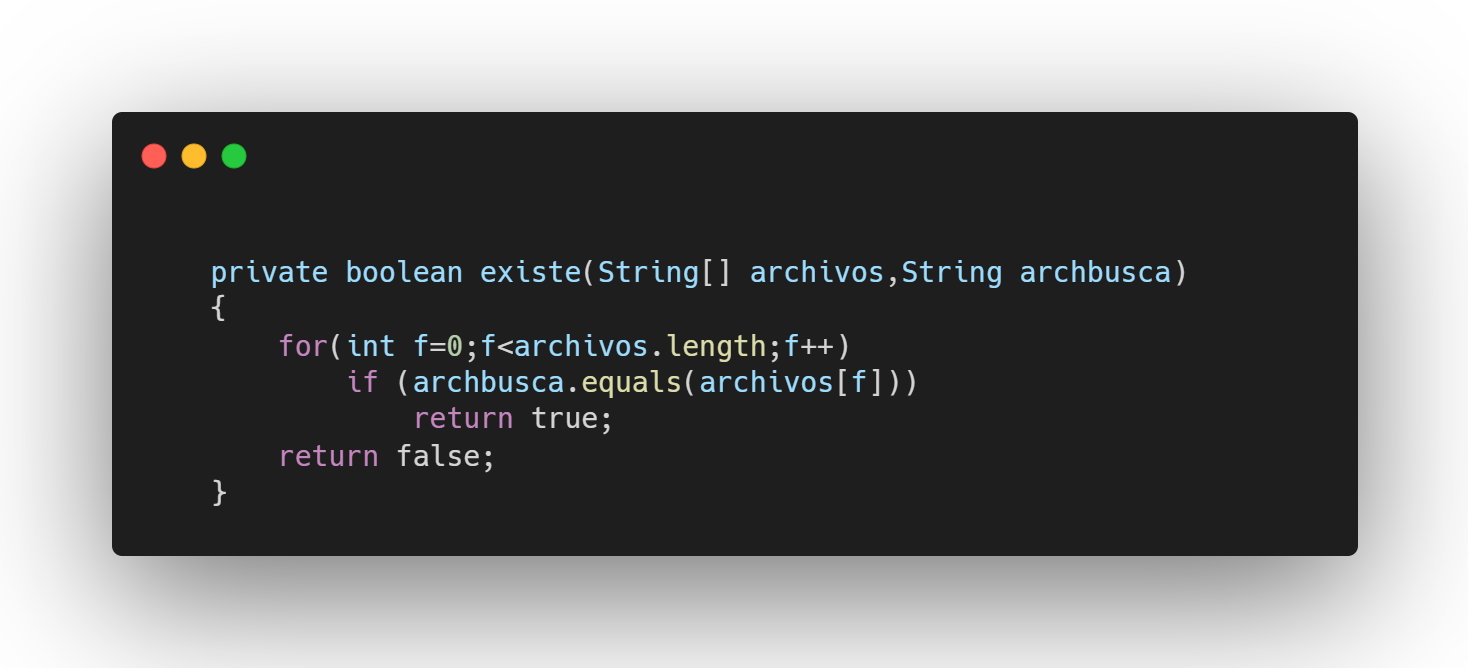 private boolean existe(String[] archivos,String archbusca)
{
    for(int f=0;f<archivos.length;f++)
        if (archbusca.equals(archivos[f]))
            return true;
    return false;
}